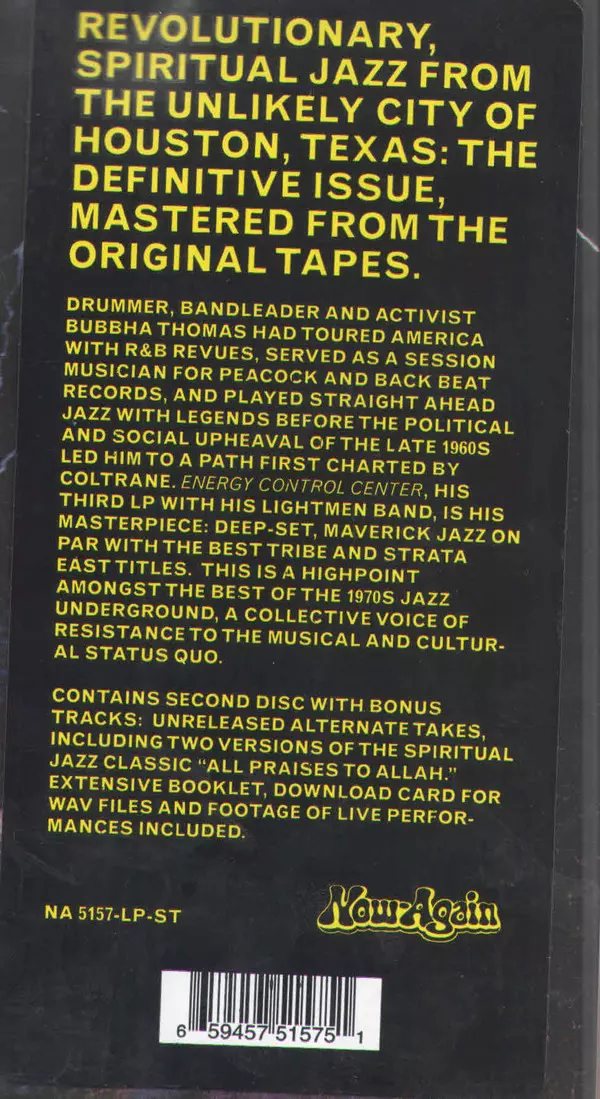 REVOLUTIONARY,
SPIRITUAL JAZZ FROM
THE UNLIKELY CITY OF
HOUSTON, TEXAS: THE
DEFINITIVE ISSUE,
MASTERED FROM THE
ORIGINAL TAPES.
DRUMMER, BANDLEADER AND ACTIVIST
BUBBHA THOMAS HAD TOURED AMERICA
WITH R&B REVUES, SERVED AS A SESSION
MUSICIAN FOR PEACOCK AND BACK BEAT
RECORDS, AND PLAYED STRAIGHT AHEAD
JAZZ WITH LEGENDS BEFORE THE POLITICAL
AND SOCIAL UPHEAVAL OF THE LATE 1960S
LED HIM TO A PATH FIRST CHARTED BY
COLTRANE. ENERGY CONTROL CENTER, HIS
THIRD LP WITH HIS LIGHTMEN BAND, IS HIS
MASTERPIECE: DEEP-SET, MAVERICK JAZZ ON
PAR WITH THE BEST TRIBE AND STRATA
EAST TITLES. THIS IS A HIGHPOINT
AMONGST THE BEST OF THE 1970S JAZZ
UNDERGROUND, A COLLECTIVE VOICE OF
RESISTANCE TO THE MUSICAL AND CULTUR-
AL STATUS QUO.
CONTAINS SECOND DISC WITH BONUS
TRACKS: UNRELEASED ALTERNATE TAKES,
INCLUDING TWO VERSIONS OF THE SPIRITUAL
JAZZ CLASSIC “ALL PRAISES TO ALLAH.”
EXTENSIVE BOOKLET, DOWNLOAD CARD FOR
WAV FILES AND FOOTAGE OF LIVE PERFOR-
MANCES INCLUDED.
NA 5157-LP-ST
Now-Again
6 59457 51575 1